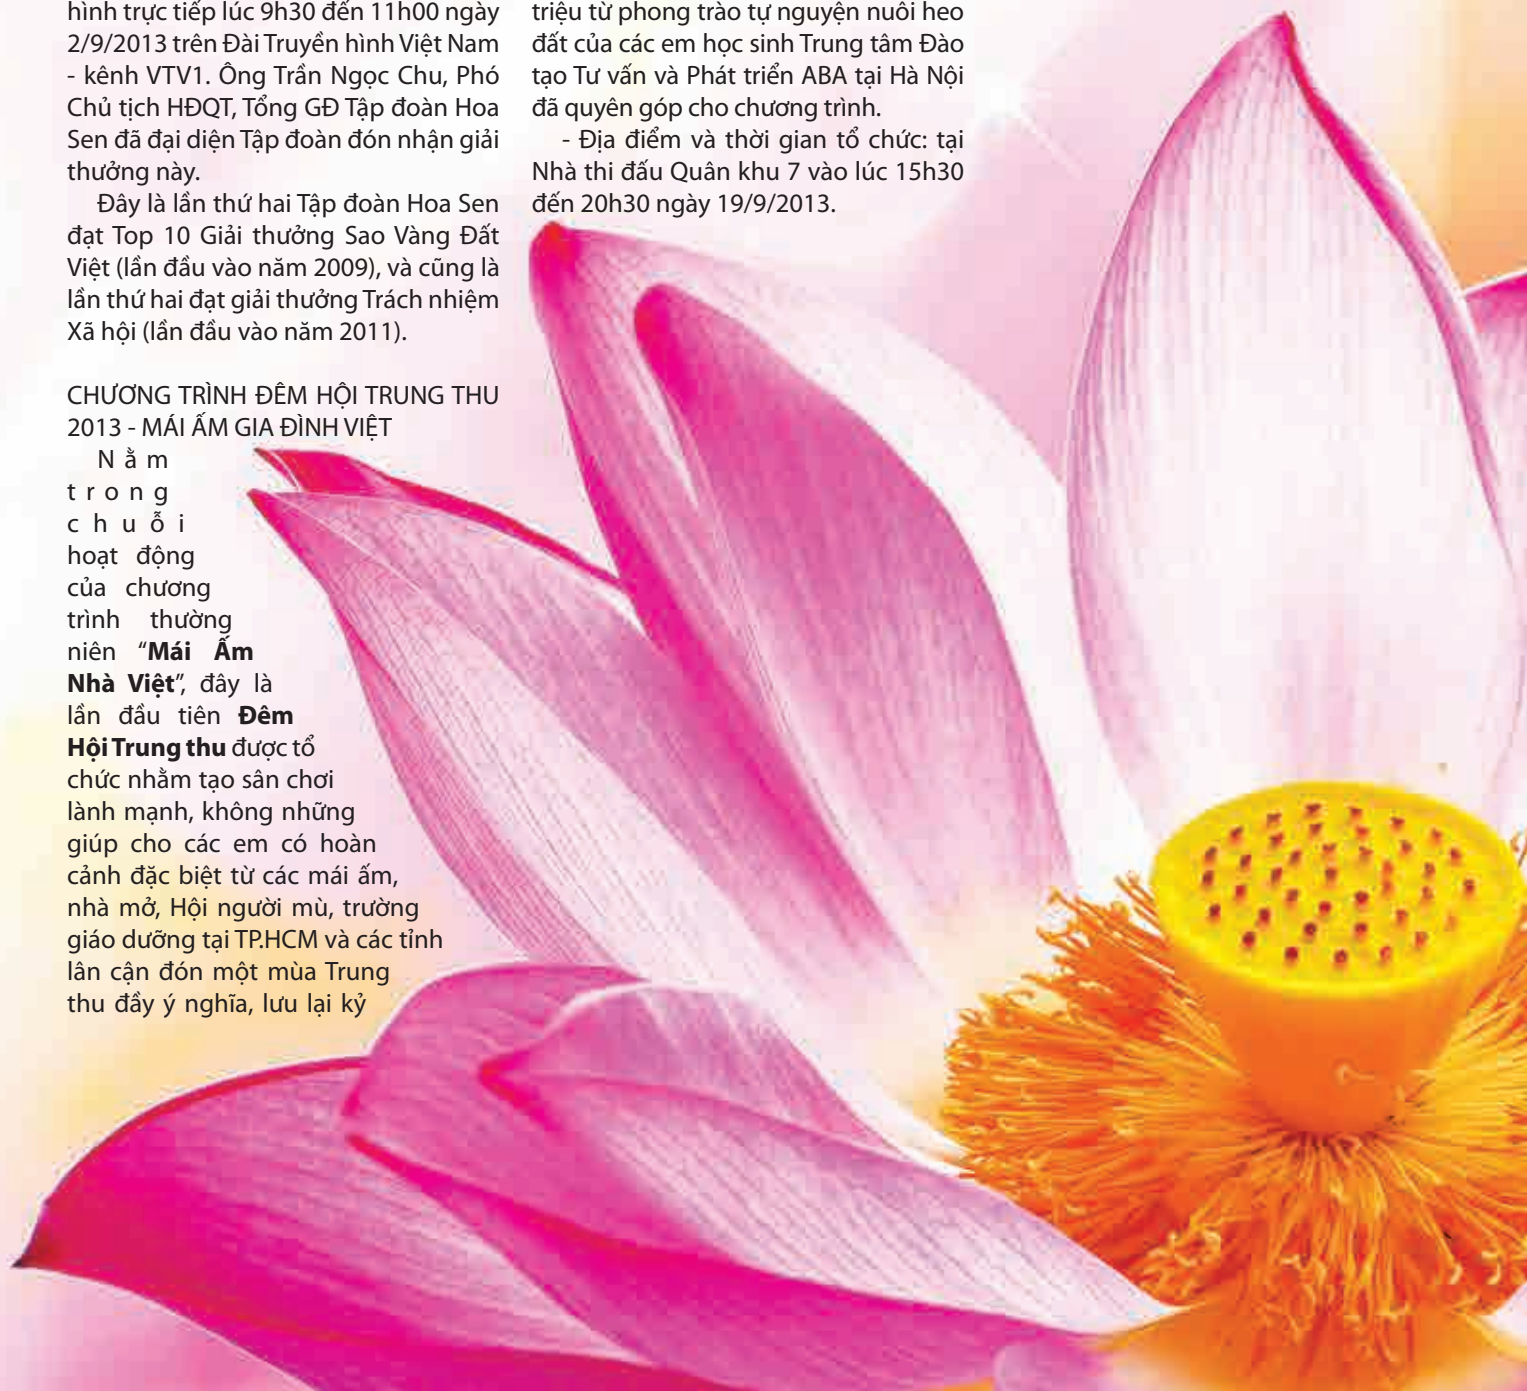 hình trực tiếp lúc 9h30 đến 11h00 ngày
2/9/2013 trên Đài Truyền hình Việt Nam
- kênh VTV1. Ông Trần Ngọc Chu, Phó
Chủ tịch HĐQT, Tổng GĐ Tập đoàn Hoa
Sen đã đại diện Tập đoàn đón nhận giải
thưởng này.
Đây là lần thứ hai Tập đoàn Hoa Sen
đạt Top 10 Giải thưởng Sao Vàng Đất
Việt (lần đầu vào năm 2009), và cũng là
lần thứ hai đạt giải thưởng Trách nhiệm
Xã hội (lần đầu vào năm 2011).
CHƯƠNG TRÌNH ĐÊM HỘI TRUNG THU
2013 - MÁI ẤM GIA ĐÌNH VIỆT
Nằm
trong
chuỗi
hoạt động
của chương
trình thường
niên “Mái Ấm
Nhà Việt”, đây là
lần đầu tiên Đêm
Hội Trung thu được tổ
chức nhằm tạo sân chơi
lành mạnh, không những
giúp cho các em có hoàn
cảnh đặc biệt từ các mái ấm,
nhà mở, Hội người mù, trường
giáo dưỡng tại TP.HCM và các tỉnh
lân cận đón một mùa Trung
thu đầy ý nghĩa, lưu lại kỷ
triệu từ phong trào tự nguyện nuôi heo
đất của các em học sinh Trung tâm Đào
tạo Tư vấn và Phát triển ABA tại Hà Nội
đã quyên góp cho chương trình.
- Địa điểm và thời gian tổ chức: tại
Nhà thi đấu Quân khu 7 vào lúc 15h30
đến 20h30 ngày 19/9/2013.